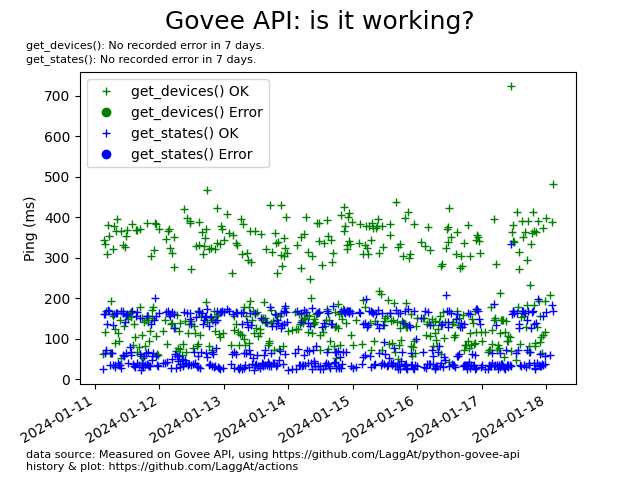 Govee API: is it working?
get_devices(): No recorded error in 7 days.
get_states(): No recorded error in 7 days.
get_devices() OK
get_devices() Error
get_states() OK
get_states() Error
Ping (ms)
700
600
500
400
300
200
100
0
2024-01-11
2024-01-12
2024-01-13
2024-01-14
2024-01-15
2024-01-16
2024-01-17
2024-01-18
data source: Measured on Govee API, using https://github.com/LaggAt/python-govee-api
history & plot: https://github.com/LaggAt/actions